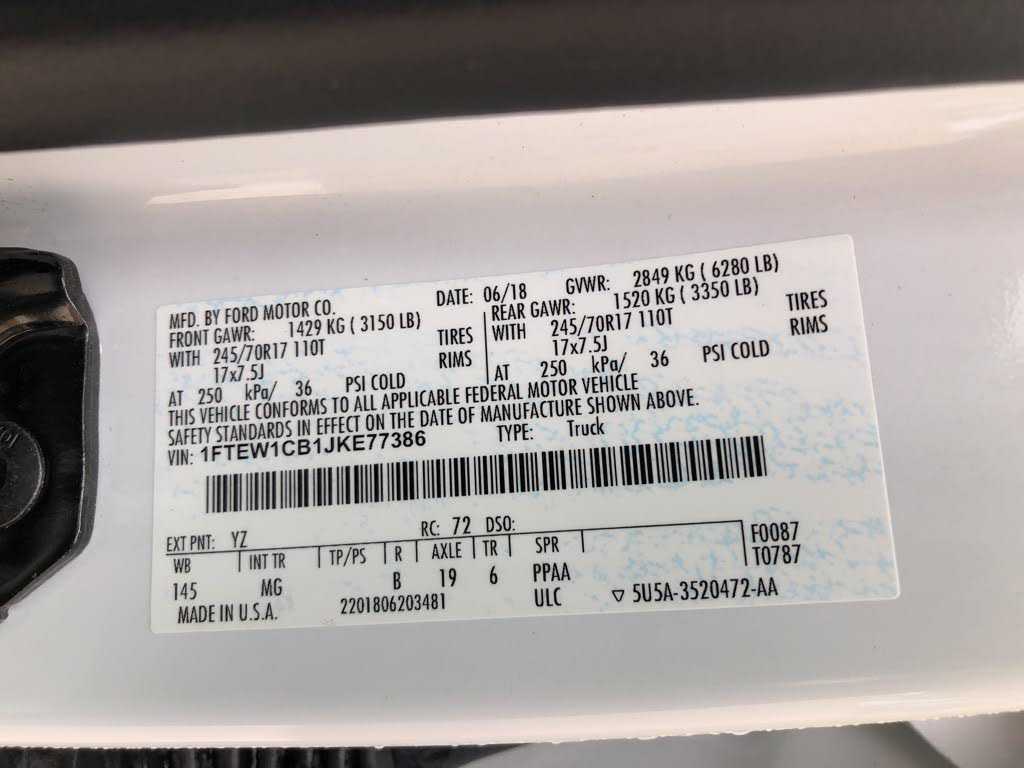 MFD. BY FORD MOTOR CO. DATE: 06/18 GVWR: 2849 KG ( 6280 LB)
FRONT GAWR: 1429 KG ( 3150 LB) REAR GAWR: 1520 KG ( 3350 LB)
WITH 245/70R17 110T TIRES WITH 245/70R17 110T TIRES
17x7.5J RIMS 17x7.5J RIMS
AT 250 kPa/ 36 PSI COLD AT 250 kPa/ 36 PSI COLD
THIS VEHICLE CONFORMS TO ALL APPLICABLE FEDERAL MOTOR VEHICLE
SAFETY STANDARDS IN EFFECT ON THE DATE OF MANUFACTURE SHOWN ABOVE.
VIN: 1FTEW1CB1JKE77386 TYPE: Truck
EXT PNT: YZ RC: 72 DSO:
WB INT TR TP/PS R AXLE TR SPR F0087
145 MG B 19 6 PPAA T0787
MADE IN U.S.A. 2201806203481 ULC ▽ 5U5A-3520472-AA